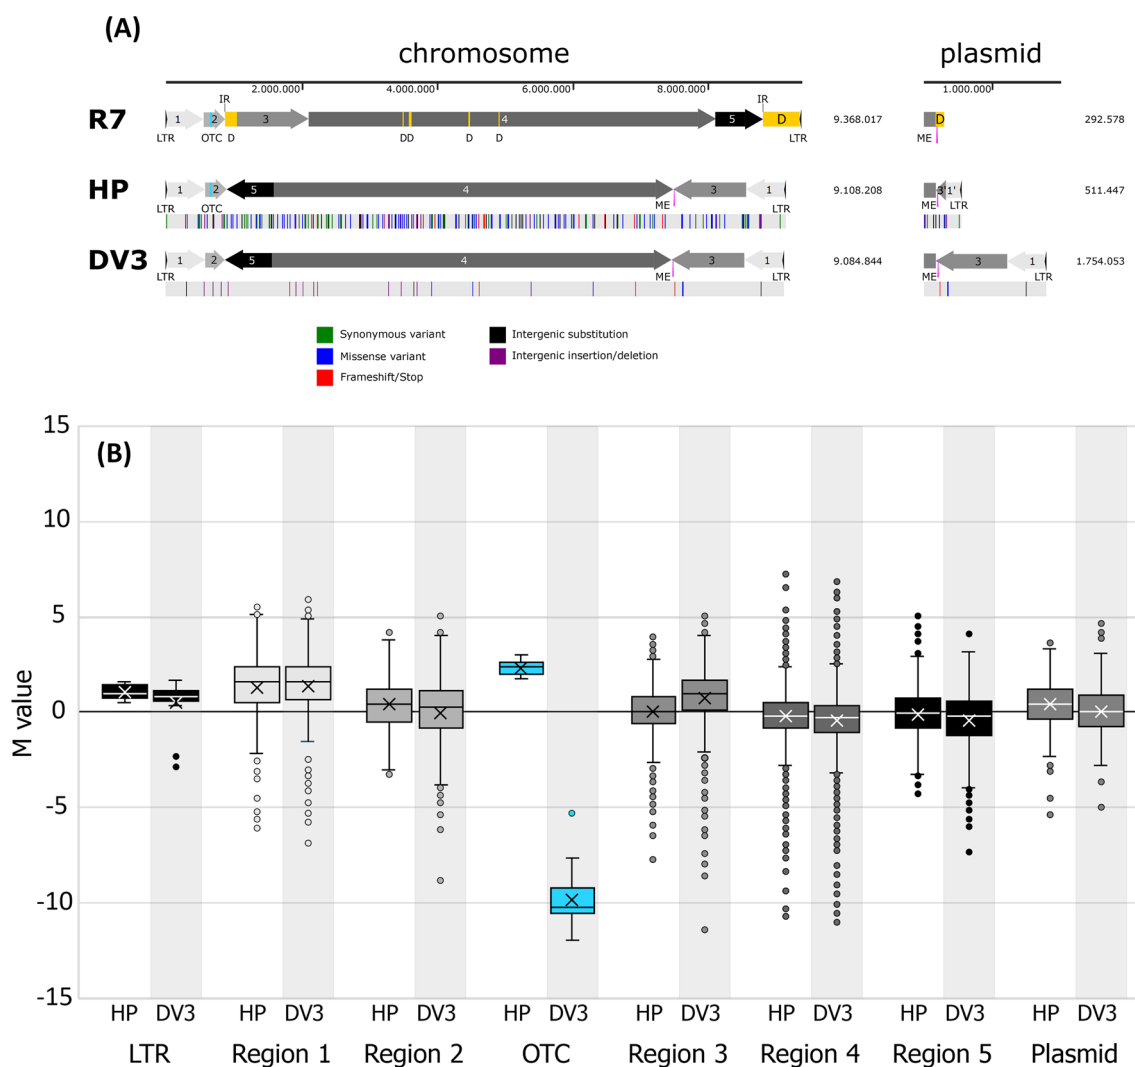 (A)
chromosome plasmid
2.000.000 4.000.000 6.000.000 8.000.000 1.000.000
IR IR
R7 1 2 3 4 5 D 9.368.017 D 292.578
LTR OTC D DD D D LTR ME
HP 1 2 5 4 3 1 9.108.208 3' 1' 511.447
LTR OTC ME LTR ME LTR
DV3 1 2 5 4 3 1 9.084.844 3 1 1.754.053
LTR ME LTR ME LTR
Synonymous variant Intergenic substitution
Missense variant Intergenic insertion/deletion
Frameshift/Stop
(B)
M value
15
10
5
0
-5
-10
-15
HP DV3 HP DV3 HP DV3 HP DV3 HP DV3 HP DV3 HP DV3 HP DV3
LTR Region 1 Region 2 OTC Region 3 Region 4 Region 5 Plasmid